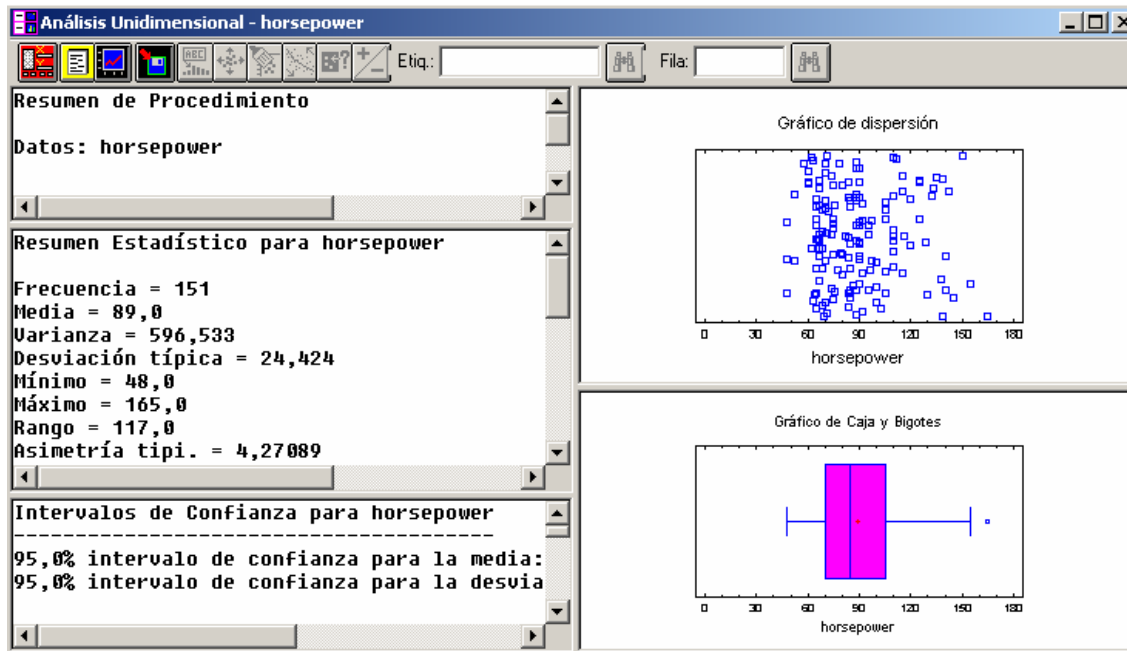 Análisis Unidimensional - horsepower
Etiq.: Fila:
Resumen de Procedimiento
Datos: horsepower
Resumen Estadístico para horsepower
Frecuencia = 151
Media = 89,0
Varianza = 596,533
Desviación típica = 24,424
Mínimo = 48,0
Máximo = 165,0
Rango = 117,0
Asimetría tipi. = 4,27089
Intervalos de Confianza para horsepower
----------------------------------------
95,0% intervalo de confianza para la media:
95,0% intervalo de confianza para la desvia
Gráfico de dispersión
0 30 60 90 120 150 180
horsepower
Gráfico de Caja y Bigotes
0 30 60 90 120 150 180
horsepower